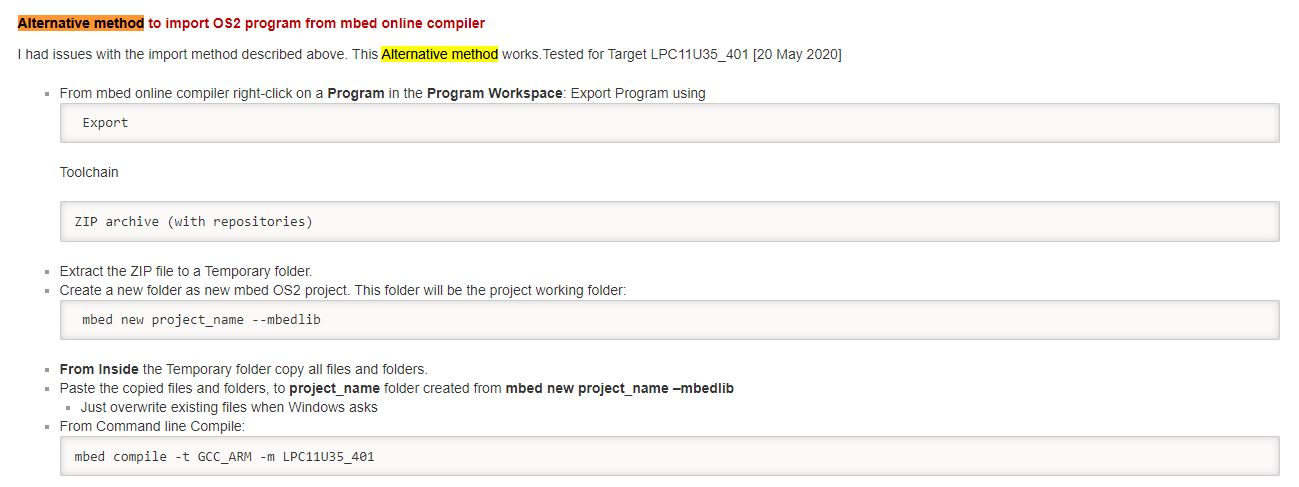 Alternative method to import OS2 program from mbed online compiler
I had issues with the import method described above. This Alternative method works.Tested for Target LPC11U35_401 [20 May 2020]
From mbed online compiler right-click on a Program in the Program Workspace: Export Program using
Export
Toolchain
ZIP archive (with repositories)
Extract the ZIP file to a Temporary folder.
Create a new folder as new mbed OS2 project. This folder will be the project working folder:
mbed new project_name --mbedlib
From Inside the Temporary folder copy all files and folders.
Paste the copied files and folders, to project_name folder created from mbed new project_name –mbedlib
Just overwrite existing files when Windows asks
From Command line Compile:
mbed compile -t GCC_ARM -m LPC11U35_401